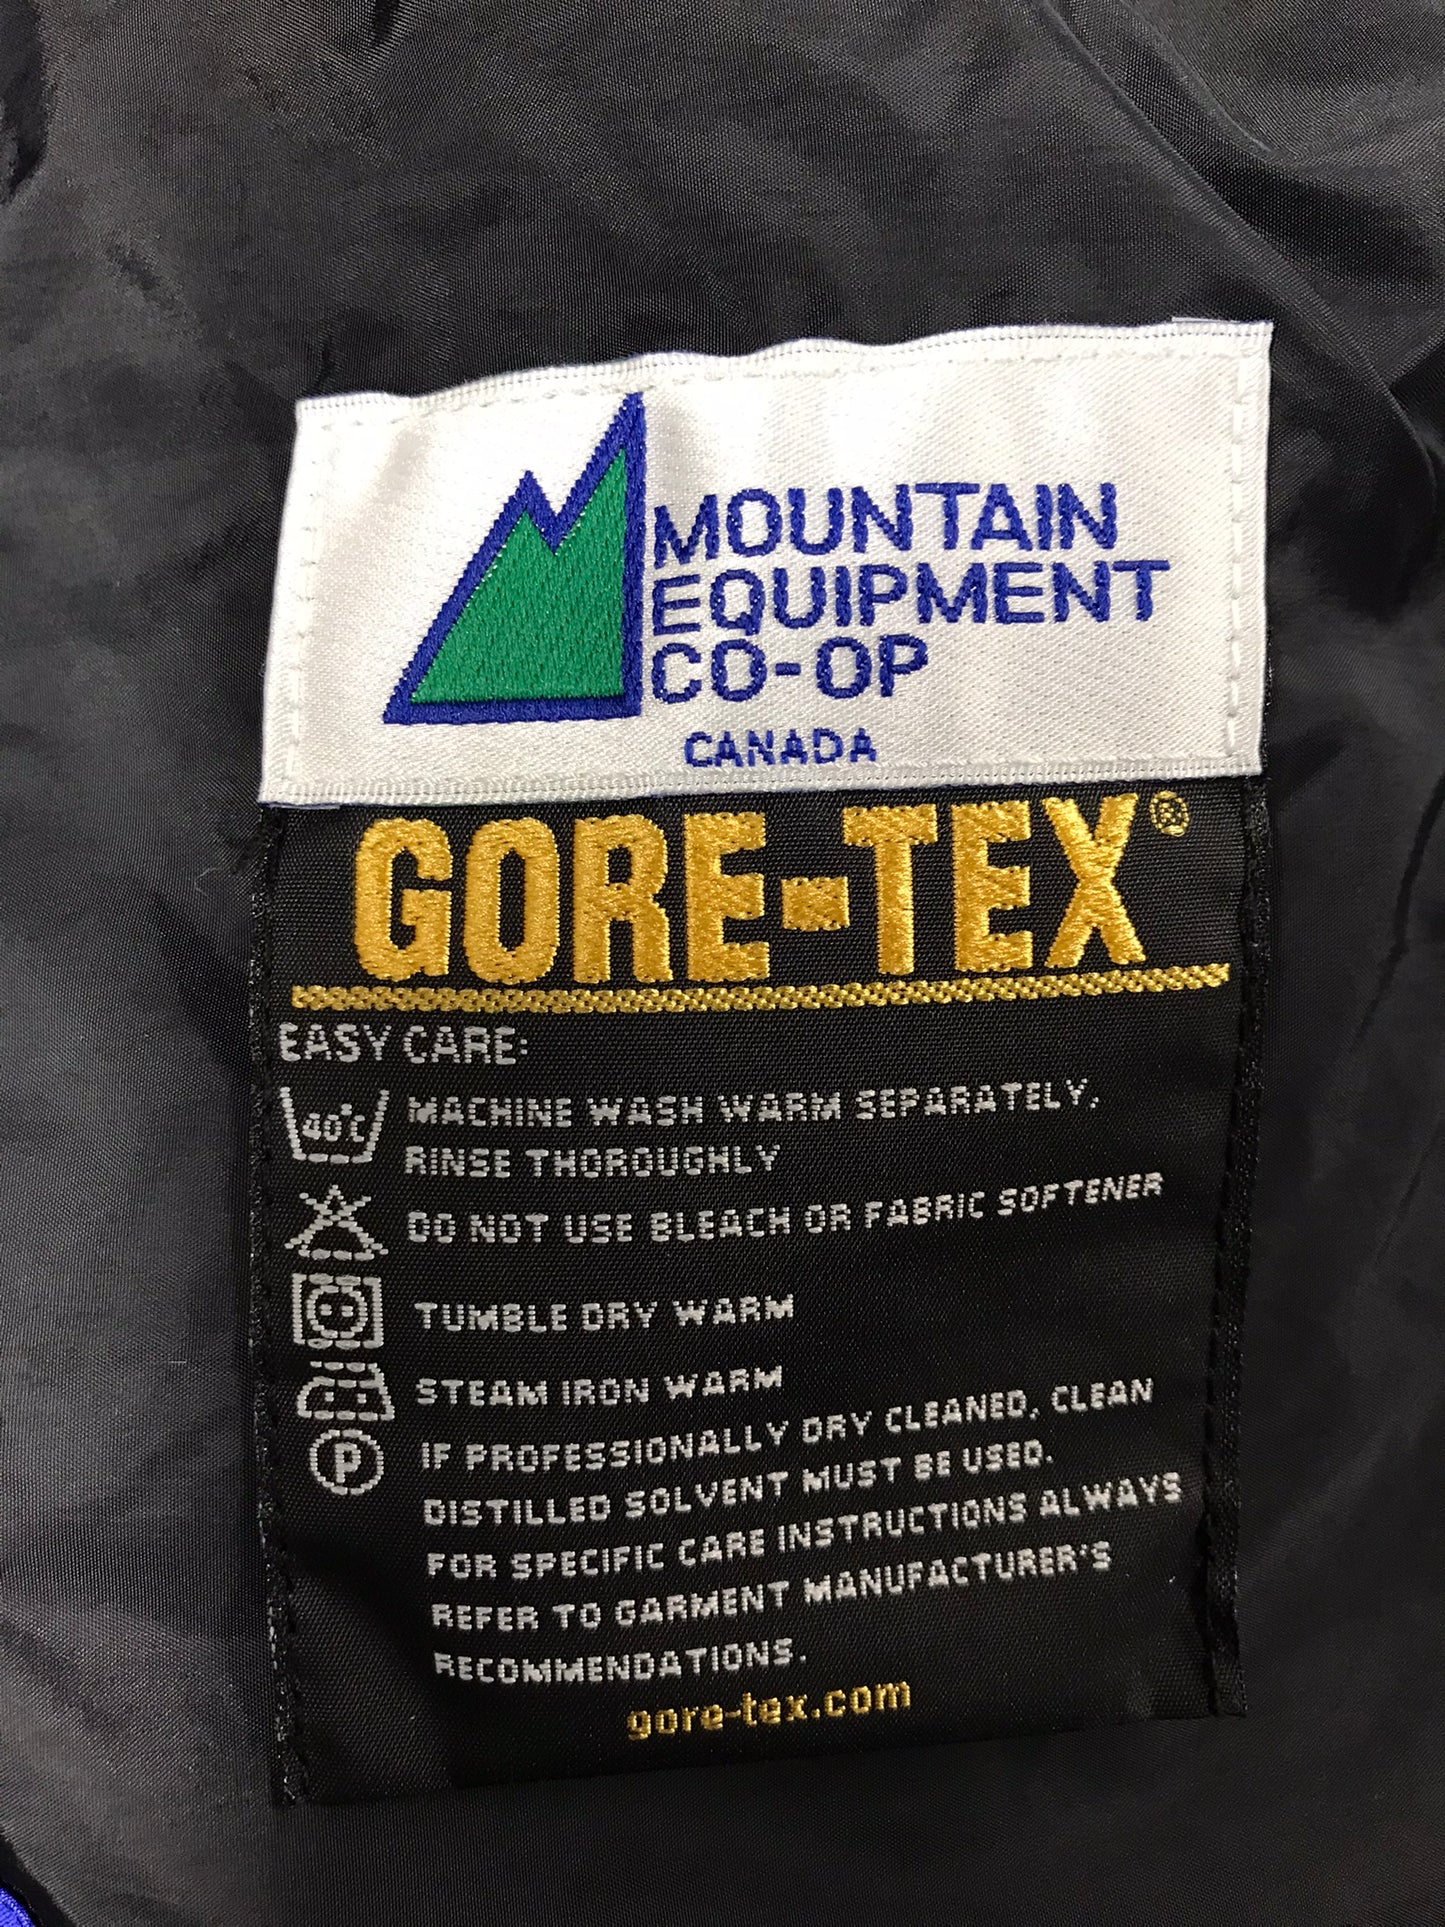 MOUNTAIN
EQUIPMENT
CO-OP
CANADA
GORE-TEX®
EASY CARE:
40°C MACHINE WASH WARM SEPARATELY,
RINSE THOROUGHLY
DO NOT USE BLEACH OR FABRIC SOFTENER
TUMBLE DRY WARM
STEAM IRON WARM
P IF PROFESSIONALLY DRY CLEANED, CLEAN
DISTILLED SOLVENT MUST BE USED.
FOR SPECIFIC CARE INSTRUCTIONS ALWAYS
REFER TO GARMENT MANUFACTURER'S
RECOMMENDATIONS.
gore-tex.com